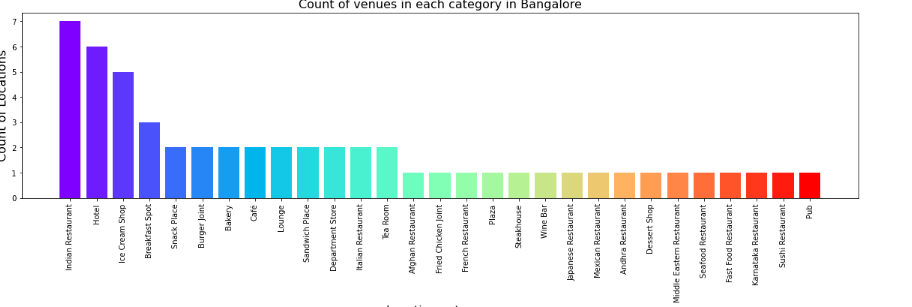 Count of venues in each category in Bangalore
Count of Locations
7
6
5
4
3
2
1
0
Indian Restaurant
Hotel
Ice Cream Shop
Breakfast Spot
Snack Place
Burger Joint
Bakery
Café
Lounge
Sandwich Place
Department Store
Italian Restaurant
Tea Room
Afghan Restaurant
Fried Chicken Joint
French Restaurant
Plaza
Steakhouse
Wine Bar
Japanese Restaurant
Mexican Restaurant
Andhra Restaurant
Dessert Shop
Middle Eastern Restaurant
Seafood Restaurant
Fast Food Restaurant
Karnataka Restaurant
Sushi Restaurant
Pub